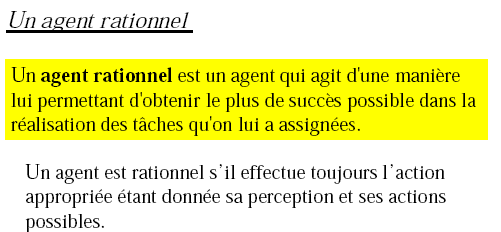 Un agent rationnel
Un agent rationnel est un agent qui agit d'une manière
lui permettant d'obtenir le plus de succès possible dans la
réalisation des tâches qu'on lui a assignées.
Un agent est rationnel s’il effectue toujours l’action
appropriée étant donnée sa perception et ses actions
possibles.